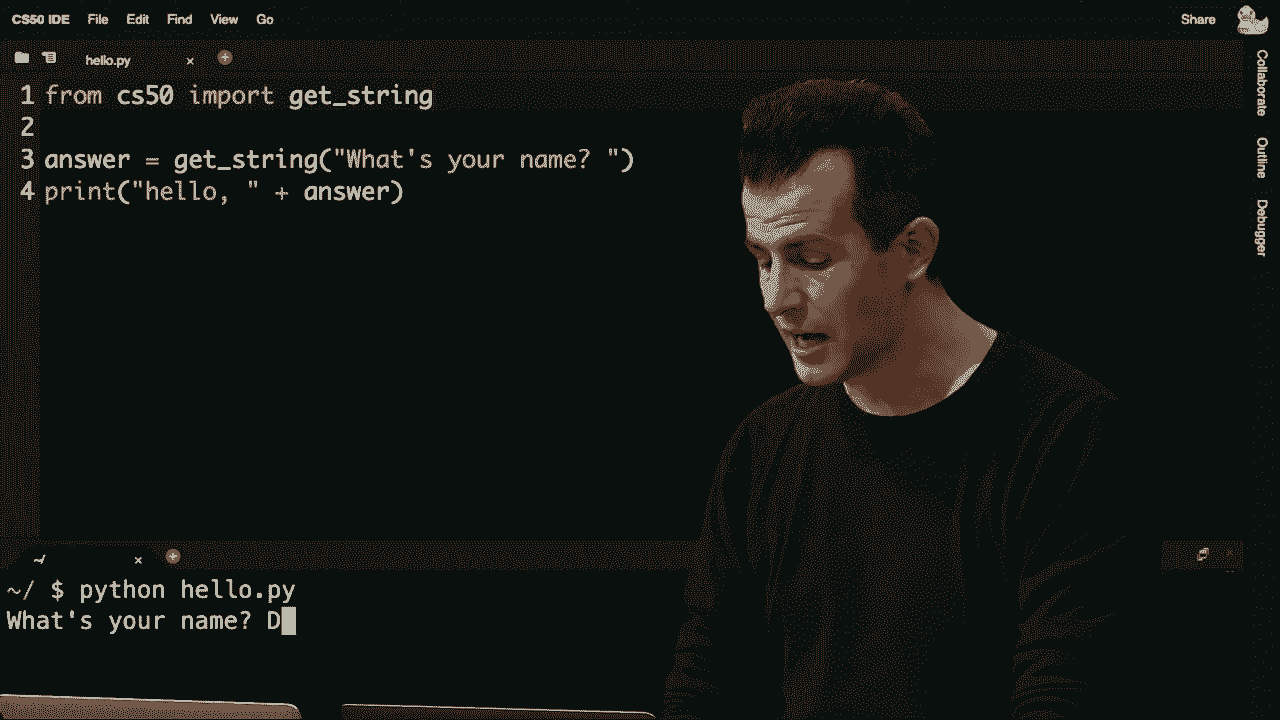 CS50 IDE File Edit Find View Go Share
hello.py × +
1 from cs50 import get_string
2
3 answer = get_string("What's your name? ")
4 print("hello, " + answer)
Collaborate
Outline
Debugger
~/ × +
~/ $ python hello.py
What's your name? D